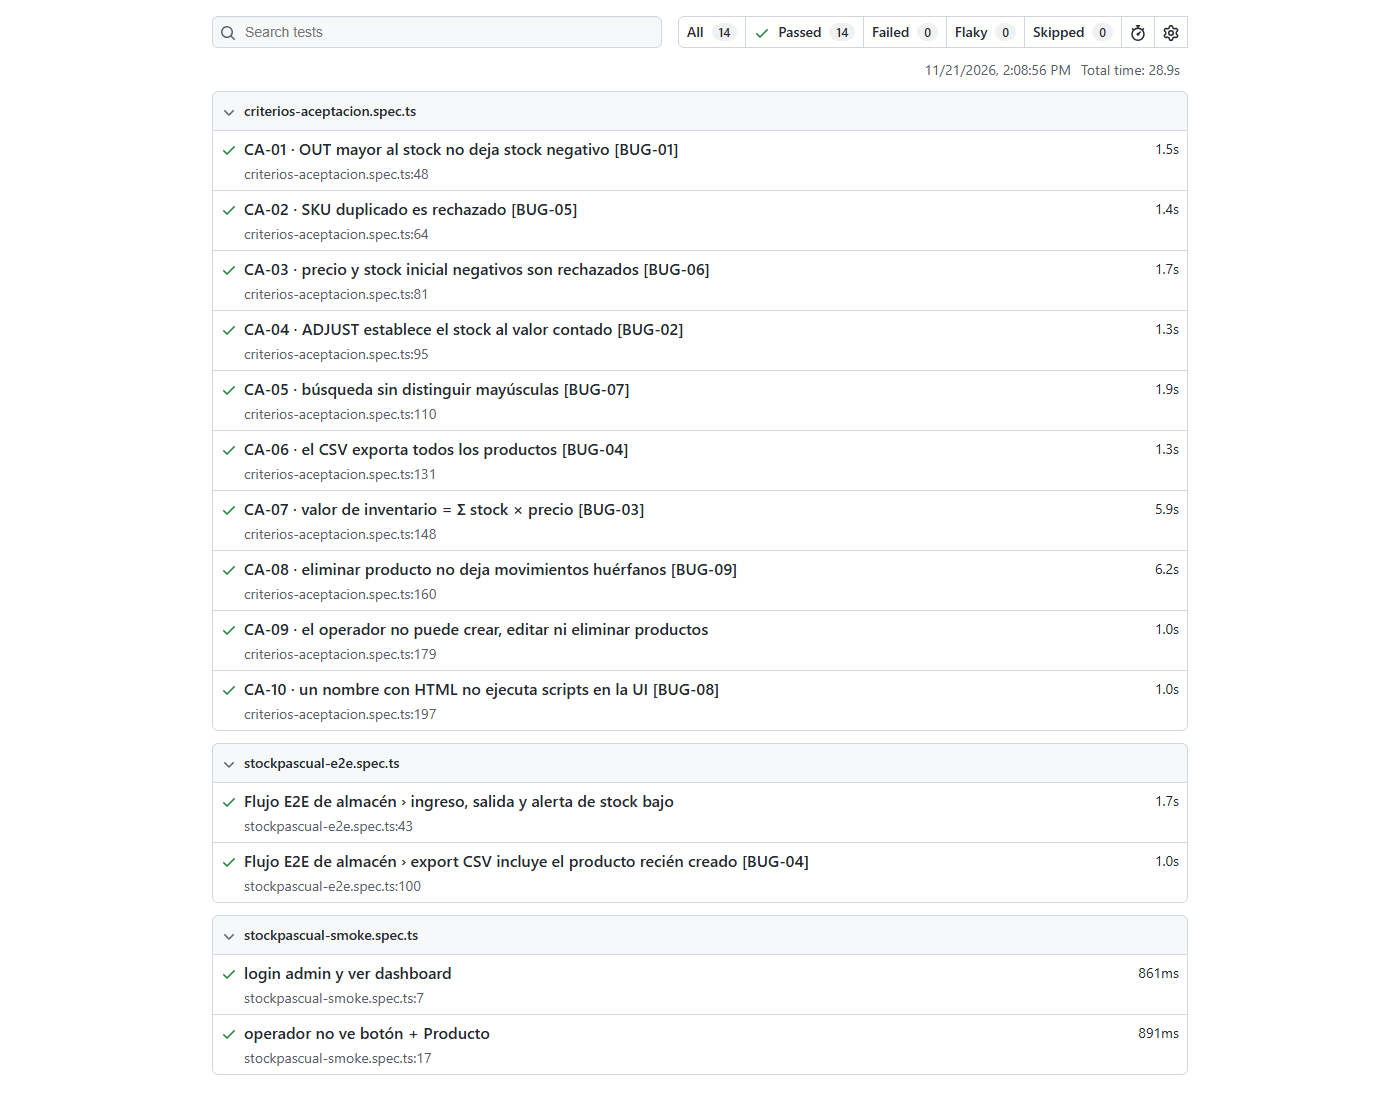 Search tests
All 14 Passed 14 Failed 0 Flaky 0 Skipped 0
11/21/2026, 2:08:56 PM Total time: 28.9s
criterios-aceptacion.spec.ts
CA-01 · OUT mayor al stock no deja stock negativo [BUG-01] 1.5s
criterios-aceptacion.spec.ts:48
CA-02 · SKU duplicado es rechazado [BUG-05] 1.4s
criterios-aceptacion.spec.ts:64
CA-03 · precio y stock inicial negativos son rechazados [BUG-06] 1.7s
criterios-aceptacion.spec.ts:81
CA-04 · ADJUST establece el stock al valor contado [BUG-02] 1.3s
criterios-aceptacion.spec.ts:95
CA-05 · búsqueda sin distinguir mayúsculas [BUG-07] 1.9s
criterios-aceptacion.spec.ts:110
CA-06 · el CSV exporta todos los productos [BUG-04] 1.3s
criterios-aceptacion.spec.ts:131
CA-07 · valor de inventario = Σ stock × precio [BUG-03] 5.9s
criterios-aceptacion.spec.ts:148
CA-08 · eliminar producto no deja movimientos huérfanos [BUG-09] 6.2s
criterios-aceptacion.spec.ts:160
CA-09 · el operador no puede crear, editar ni eliminar productos 1.0s
criterios-aceptacion.spec.ts:179
CA-10 · un nombre con HTML no ejecuta scripts en la UI [BUG-08] 1.0s
criterios-aceptacion.spec.ts:197
stockpascual-e2e.spec.ts
Flujo E2E de almacén › ingreso, salida y alerta de stock bajo 1.7s
stockpascual-e2e.spec.ts:43
Flujo E2E de almacén › export CSV incluye el producto recién creado [BUG-04] 1.0s
stockpascual-e2e.spec.ts:100
stockpascual-smoke.spec.ts
login admin y ver dashboard 861ms
stockpascual-smoke.spec.ts:7
operador no ve botón + Producto 891ms
stockpascual-smoke.spec.ts:17